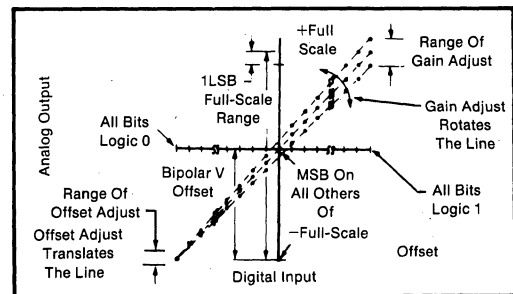 +Full
Scale
Range Of
Gain Adjust
1LSB –
Full-Scale
Range
Analog Output
All Bits
Logic 0
Gain Adjust
Rotates
The Line
Bipolar V
Offset
MSB On
All Others
Of
–Full-Scale
All Bits
Logic 1
Range Of
Offset Adjust
Offset Adjust
Translates
The Line
Offset
Digital Input